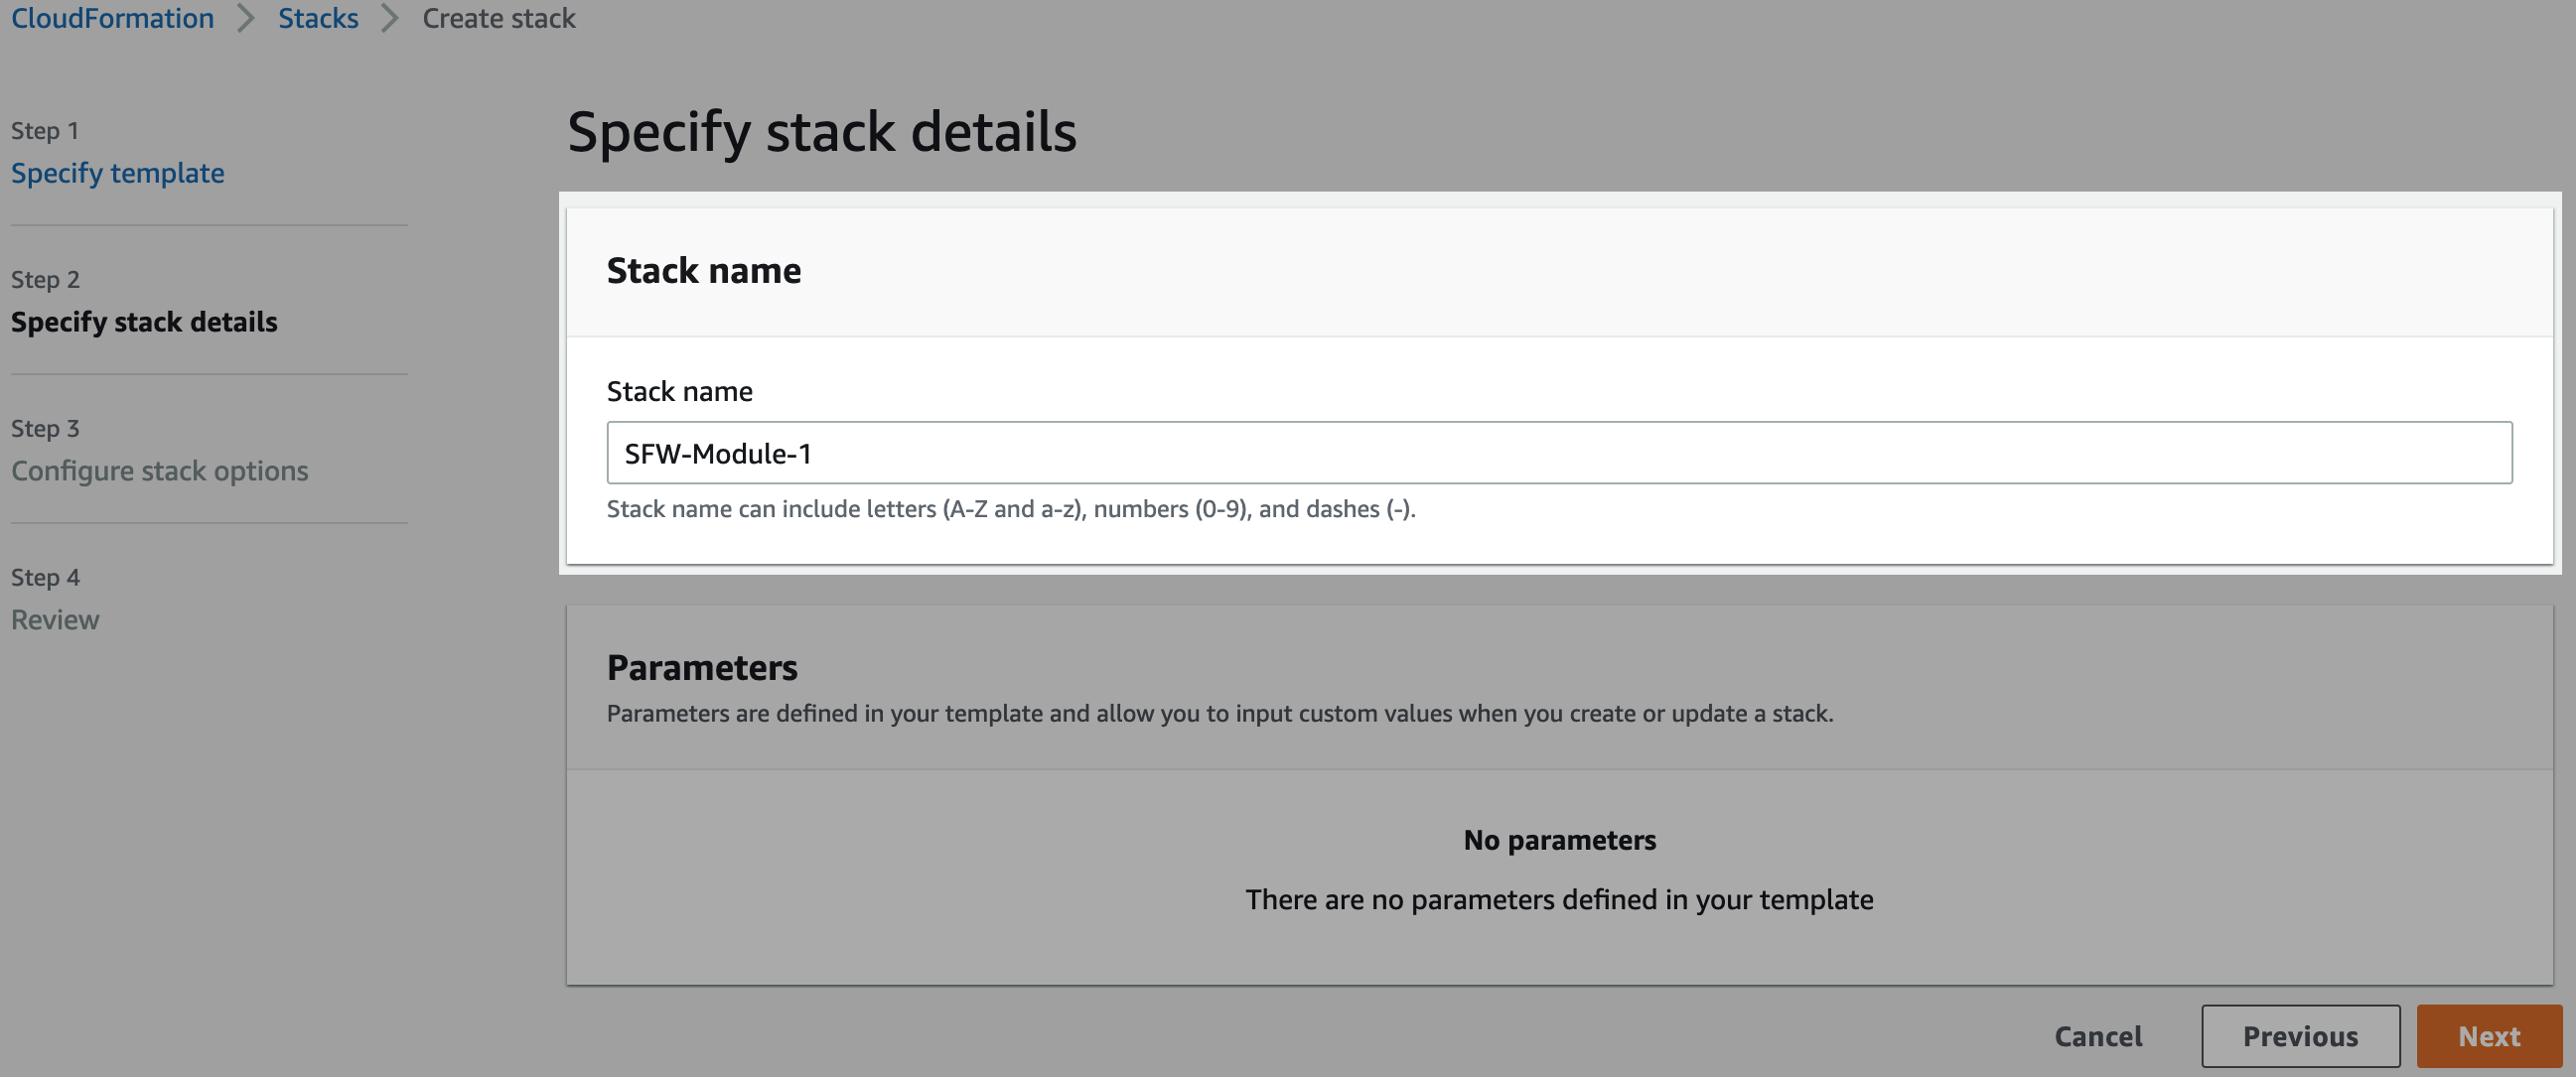 CloudFormation > Stacks > Create stack
Step 1
Specify template
Step 2
Specify stack details
Step 3
Configure stack options
Step 4
Review
Specify stack details
Stack name
Stack name
SFW-Module-1
Stack name can include letters (A-Z and a-z), numbers (0-9), and dashes (-).
Parameters
Parameters are defined in your template and allow you to input custom values when you create or update a stack.
No parameters
There are no parameters defined in your template
Cancel Previous Next